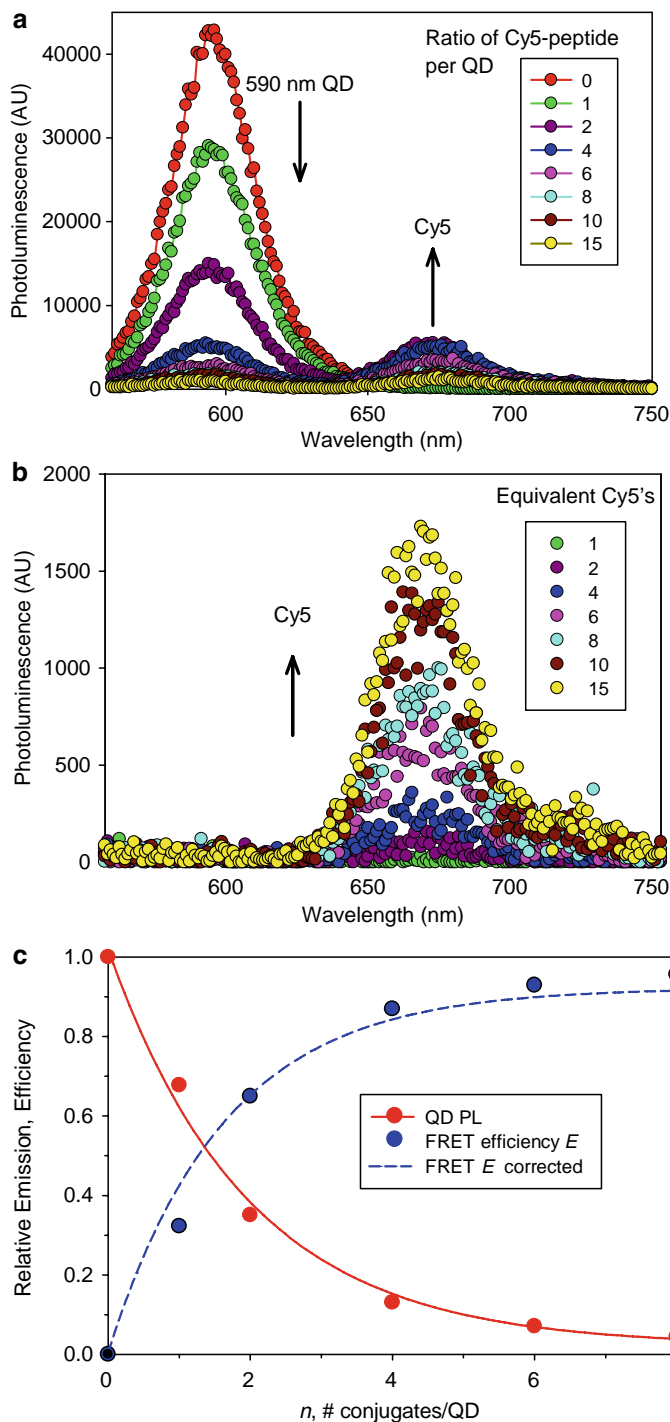 a
Photoluminescence (AU)
40000
30000
20000
10000
0
590 nm QD
Cy5
Ratio of Cy5-peptide
per QD
0
1
2
4
6
8
10
15
600 650 700 750
Wavelength (nm)
b
Photoluminescence (AU)
2000
1500
1000
500
0
Cy5
Equivalent Cy5's
1
2
4
6
8
10
15
600 650 700 750
Wavelength (nm)
c
Relative Emission, Efficiency
1.0
0.8
0.6
0.4
0.2
0.0
QD PL
FRET efficiency E
FRET E corrected
0 2 4 6
n, # conjugates/QD